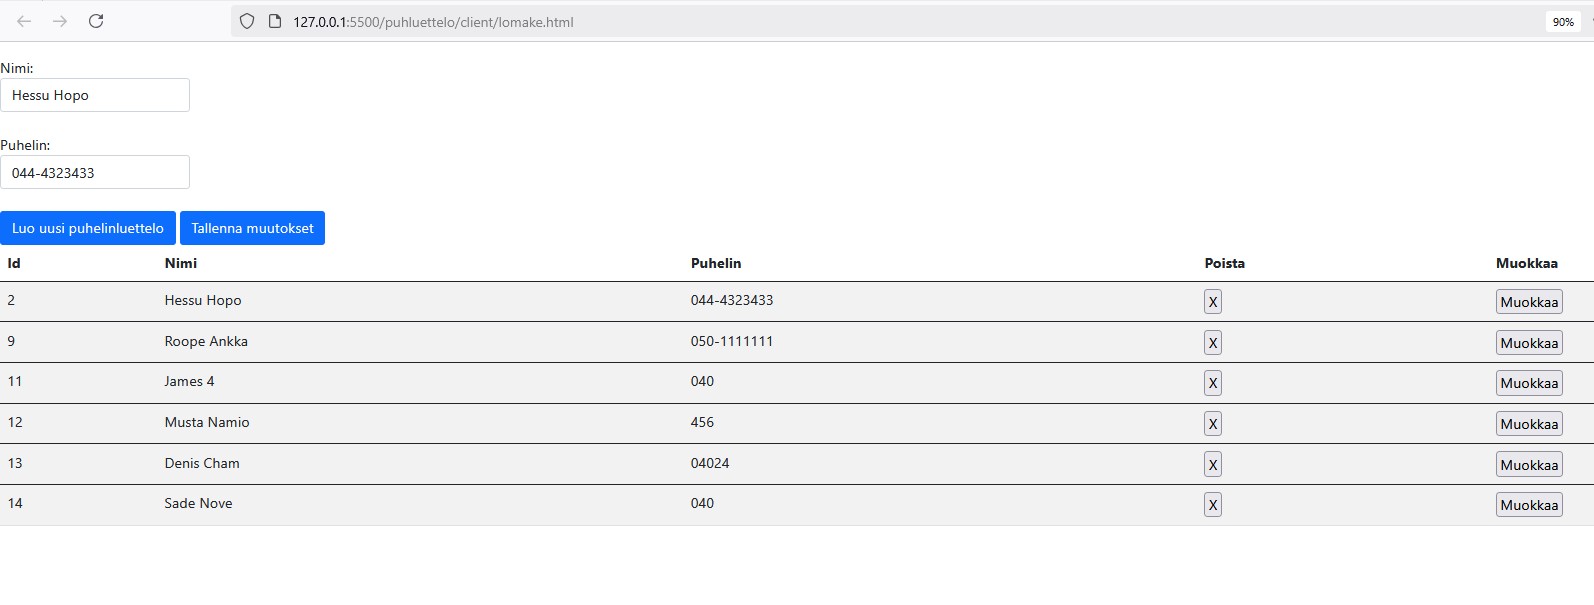 127.0.0.1:5500/puhluettelo/client/lomake.html 90%
Nimi:
Hessu Hopo
Puhelin:
044-4323433
Luo uusi puhelinluettelo Tallenna muutokset
Id Nimi Puhelin Poista Muokkaa
2 Hessu Hopo 044-4323433 X Muokkaa
9 Roope Ankka 050-1111111 X Muokkaa
11 James 4 040 X Muokkaa
12 Musta Namio 456 X Muokkaa
13 Denis Cham 04024 X Muokkaa
14 Sade Nove 040 X Muokkaa